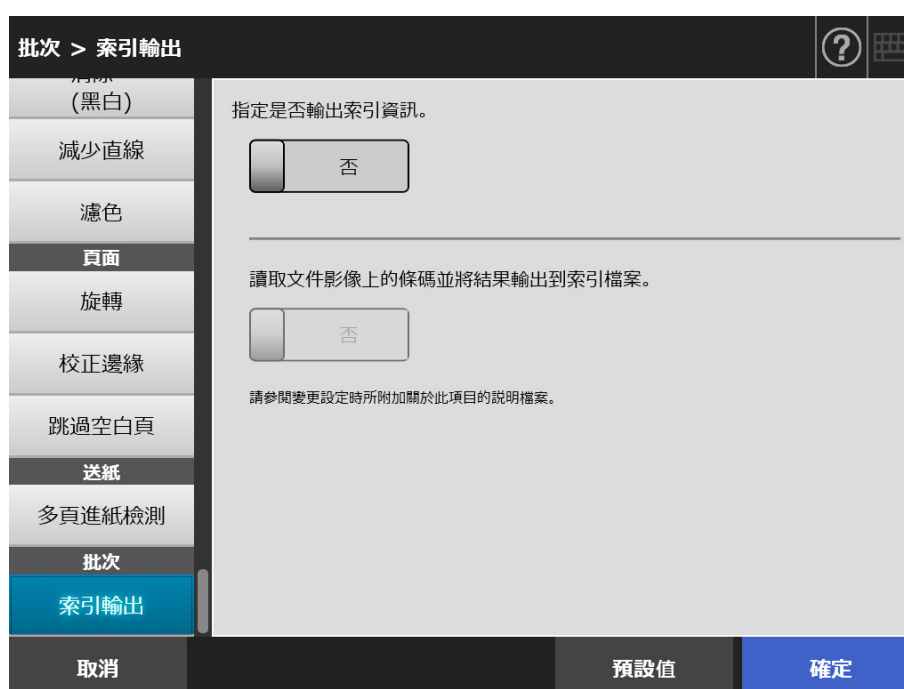 批次 > 索引輸出
?
(黑白)
減少直線
濾色
頁面
旋轉
校正邊緣
跳過空白頁
送紙
多頁進紙檢測
批次
索引輸出
指定是否輸出索引資訊。
否
讀取文件影像上的條碼並將結果輸出到索引檔案。
否
請參閱變更設定時所附加關於此項目的説明檔案。
取消
預設值
確定